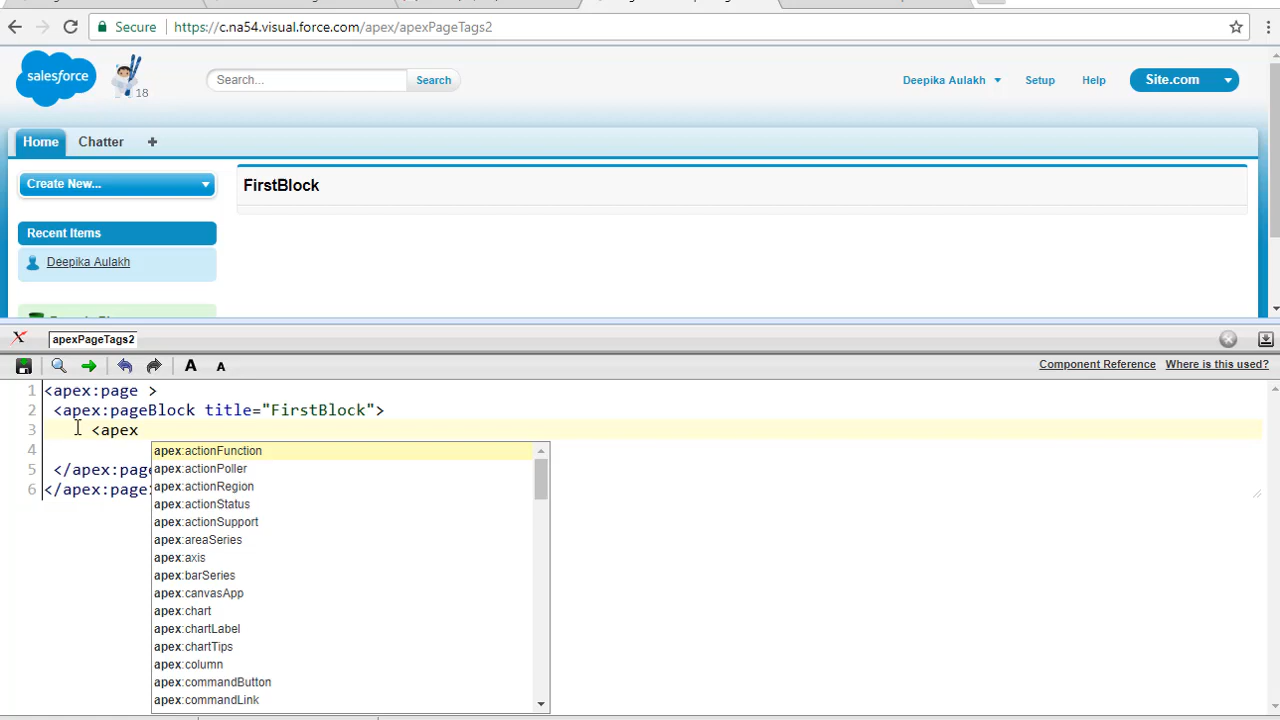 Secure https://c.na54.visual.force.com/apex/apexPageTags2
salesforce
18
Search... Search
Deepika Aulakh Setup Help Site.com
Home Chatter
Create New...
FirstBlock
Recent Items
Deepika Aulakh
apexPageTags2
A A Component Reference Where is this used?
1 <apex:page >
2 <apex:pageBlock title="FirstBlock">
3 <apex
4
5 </apex:page
6 </apex:page
apex:actionFunction
apex:actionPoller
apex:actionRegion
apex:actionStatus
apex:actionSupport
apex:areaSeries
apex:axis
apex:barSeries
apex:canvasApp
apex:chart
apex:chartLabel
apex:chartTips
apex:column
apex:commandButton
apex:commandLink